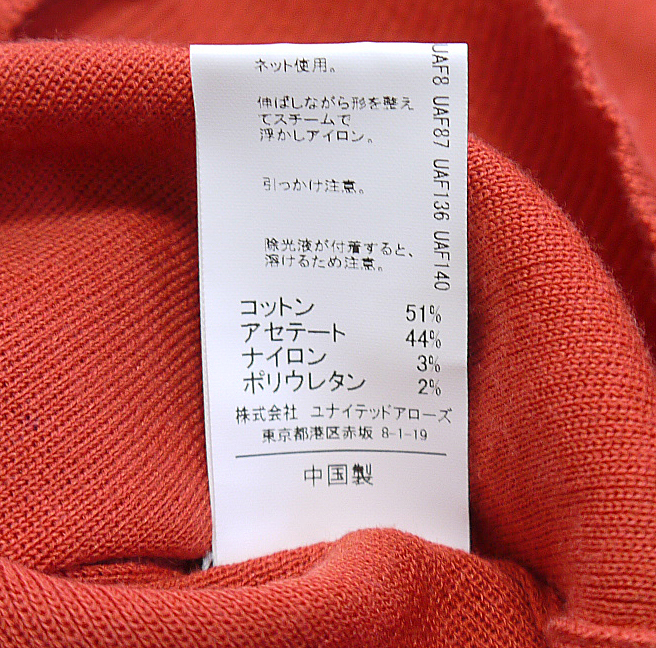 ネット使用。
伸ばしながら形を整え
てスチームで
浮かしアイロン。
引っかけ注意。
除光液が付着すると、
溶けるため注意。
コットン 51%
アセテート 44%
ナイロン 3%
ポリウレタン 2%
株式会社 ユナイテッドアローズ
東京都港区赤坂 8-1-19
中国製
UAF8 UAF87 UAF136 UAF140